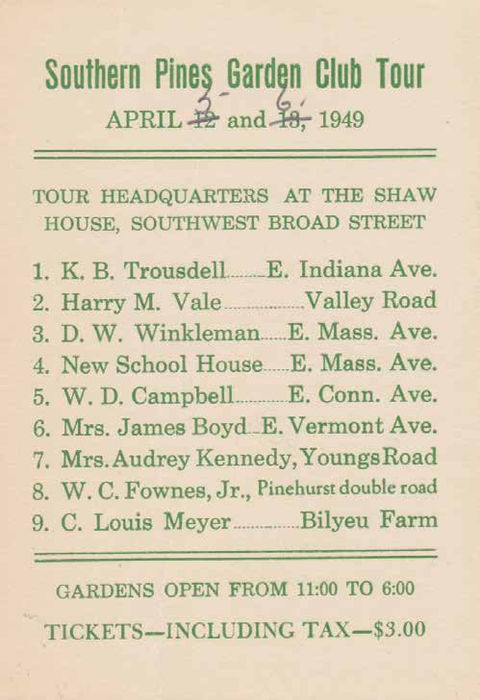 Southern Pines Garden Club Tour
5 6
APRIL 12 and 13, 1949
TOUR HEADQUARTERS AT THE SHAW
HOUSE, SOUTHWEST BROAD STREET
1. K. B. Trousdell........E. Indiana Ave.
2. Harry M. Vale................Valley Road
3. D. W. Winkleman.....E. Mass. Ave.
4. New School House.....E. Mass. Ave.
5. W. D. Campbell..........E. Conn. Ave.
6. Mrs. James Boyd..E. Vermont Ave.
7. Mrs. Audrey Kennedy, Youngs Road
8. W. C. Fownes, Jr., Pinehurst double road
9. C. Louis Meyer.............Bilyeu Farm
GARDENS OPEN FROM 11:00 TO 6:00
TICKETS—INCLUDING TAX—$3.00